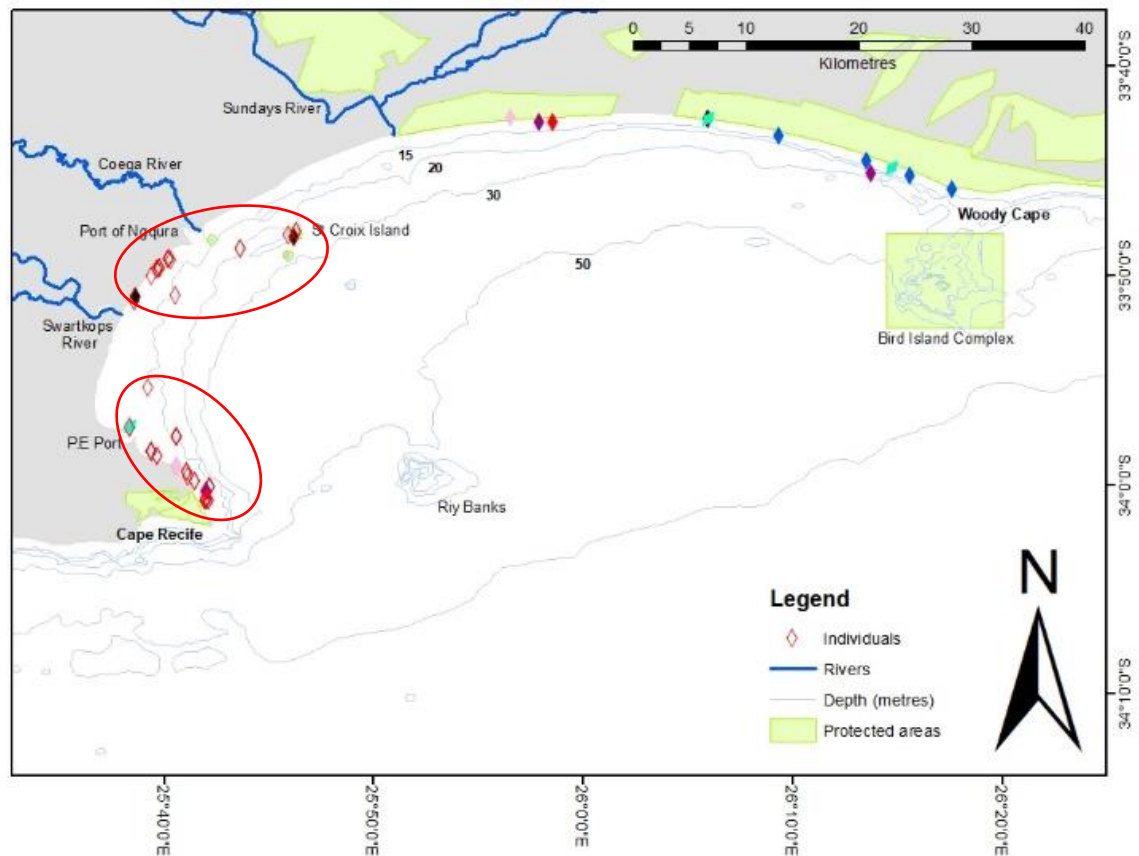 0 5 10 20 30 40
Kilometres
33°40'0"S
Sundays River
Coega River
15
20
30
Port of Ngqura
St Croix Island
Woody Cape
50
33°50'0"S
Swartkops
River
Bird Island Complex
P.E Port
34°0'0"S
Riy Banks
Cape Recife
N
Legend
Individuals
Rivers
Depth (metres)
Protected areas
34°10'0"S
25°40'0"E
25°50'0"E
26°0'0"E
26°10'0"E
26°20'0"E